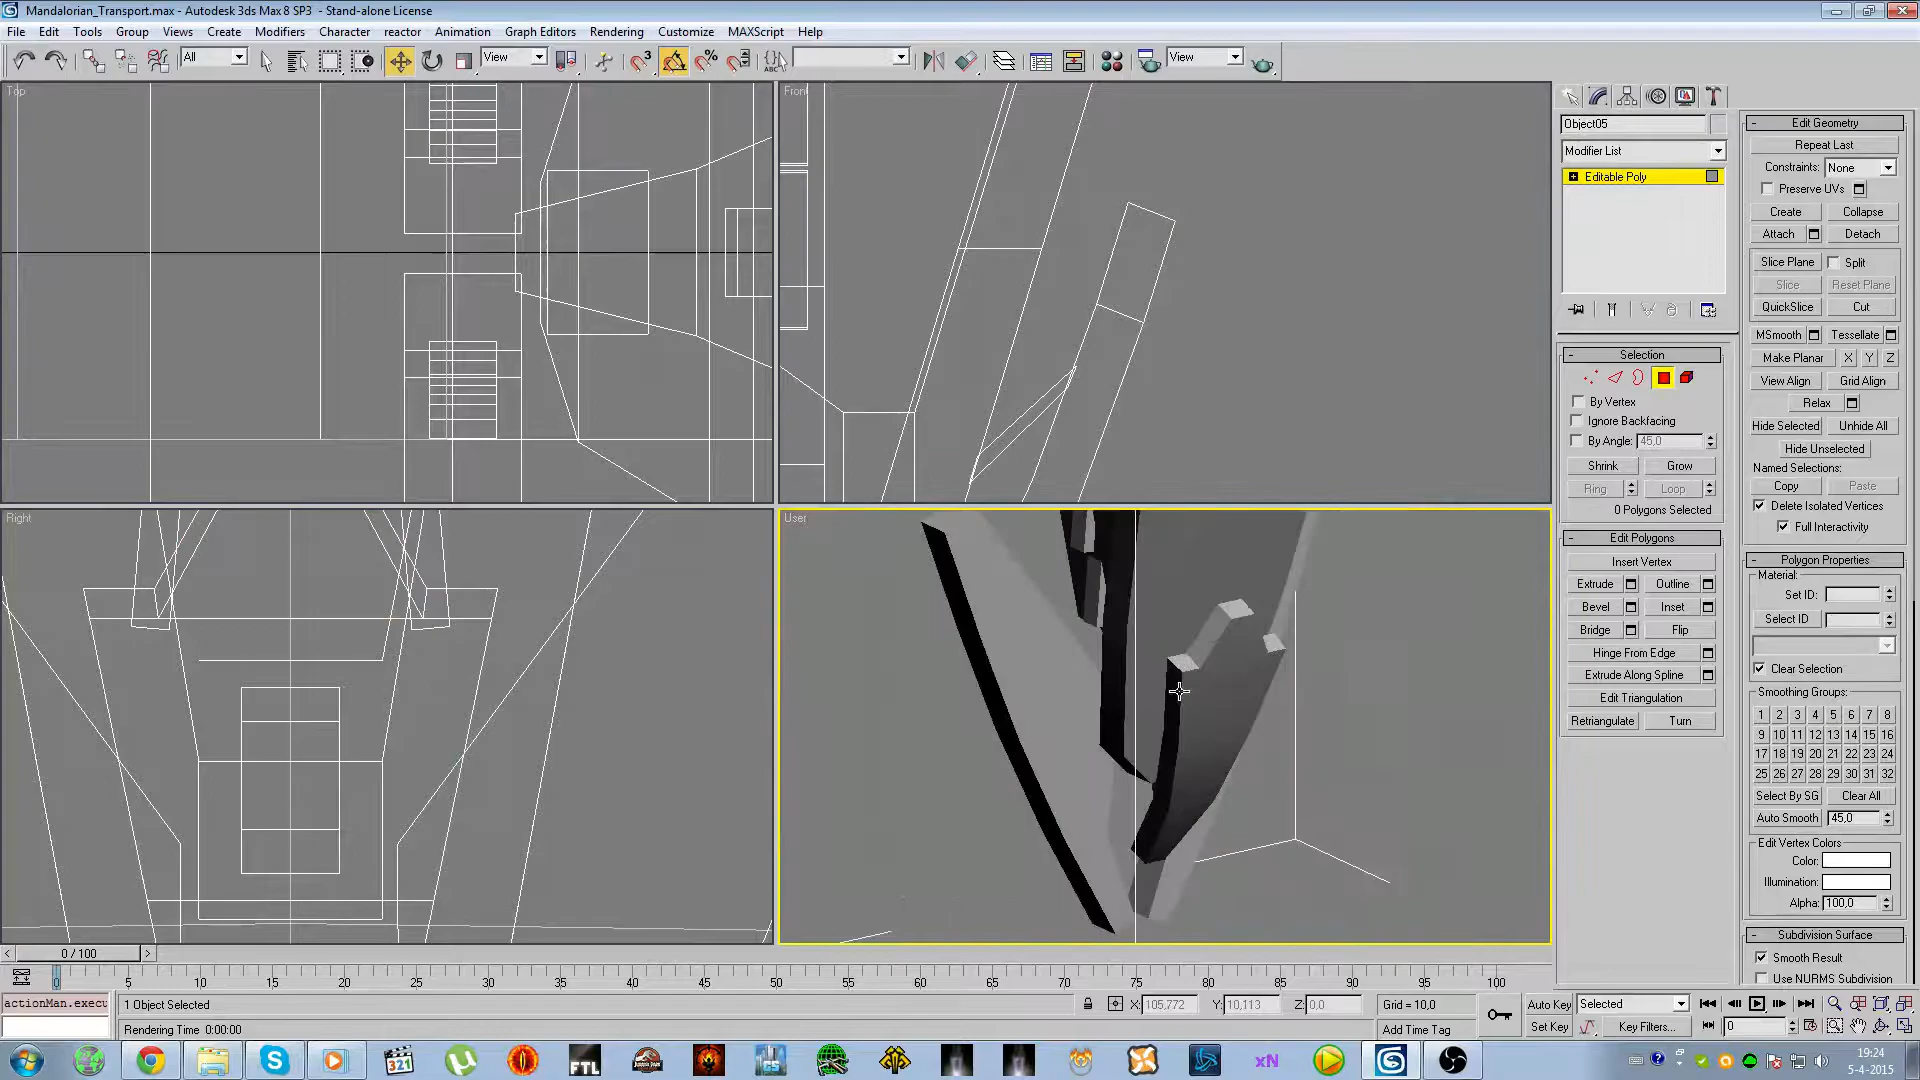 Mandalorian_Transport.max - Autodesk 3ds Max 8 SP3 - Stand-alone License
File Edit Tools Group Views Create Modifiers Character reactor Animation Graph Editors Rendering Customize MAXScript Help
All View View
Top
Front
Right
User
Object05
Modifier List
Editable Poly
Selection
By Vertex
Ignore Backfacing
By Angle: 45,0
Shrink Grow
Ring Loop
0 Polygons Selected
Edit Polygons
Insert Vertex
Extrude Outline
Bevel Inset
Bridge Flip
Hinge From Edge
Extrude Along Spline
Edit Triangulation
Retriangulate Turn
Edit Geometry
Repeat Last
Constraints: None
Preserve UVs
Create Collapse
Attach Detach
Slice Plane Split
Slice Reset Plane
QuickSlice Cut
MSmooth Tessellate
Make Planar X Y Z
View Align Grid Align
Relax
Hide Selected Unhide All
Hide Unselected
Named Selections:
Copy Paste
Delete Isolated Vertices
Full Interactivity
Polygon Properties
Material:
Set ID:
Select ID
Clear Selection
Smoothing Groups:
1 2 3 4 5 6 7 8
9 10 11 12 13 14 15 16
17 18 19 20 21 22 23 24
25 26 27 28 29 30 31 32
Select By SG Clear All
Auto Smooth 45,0
Edit Vertex Colors
Color:
Illumination:
Alpha: 100,0
Subdivision Surface
Smooth Result
Use NURMS Subdivision
0 / 100
0 5 10 15 20 25 30 35 40 45 50 55 60 65 70 75 80 85 90 95 100
actionMan.execu
1 Object Selected
X: 105,772 Y: 10,113 Z: 0,0
Grid = 10,0
Auto Key Selected
Rendering Time 0:00:00
Add Time Tag
Set Key Key Filters... 0
321 FTL xN
19:24
5-4-2015